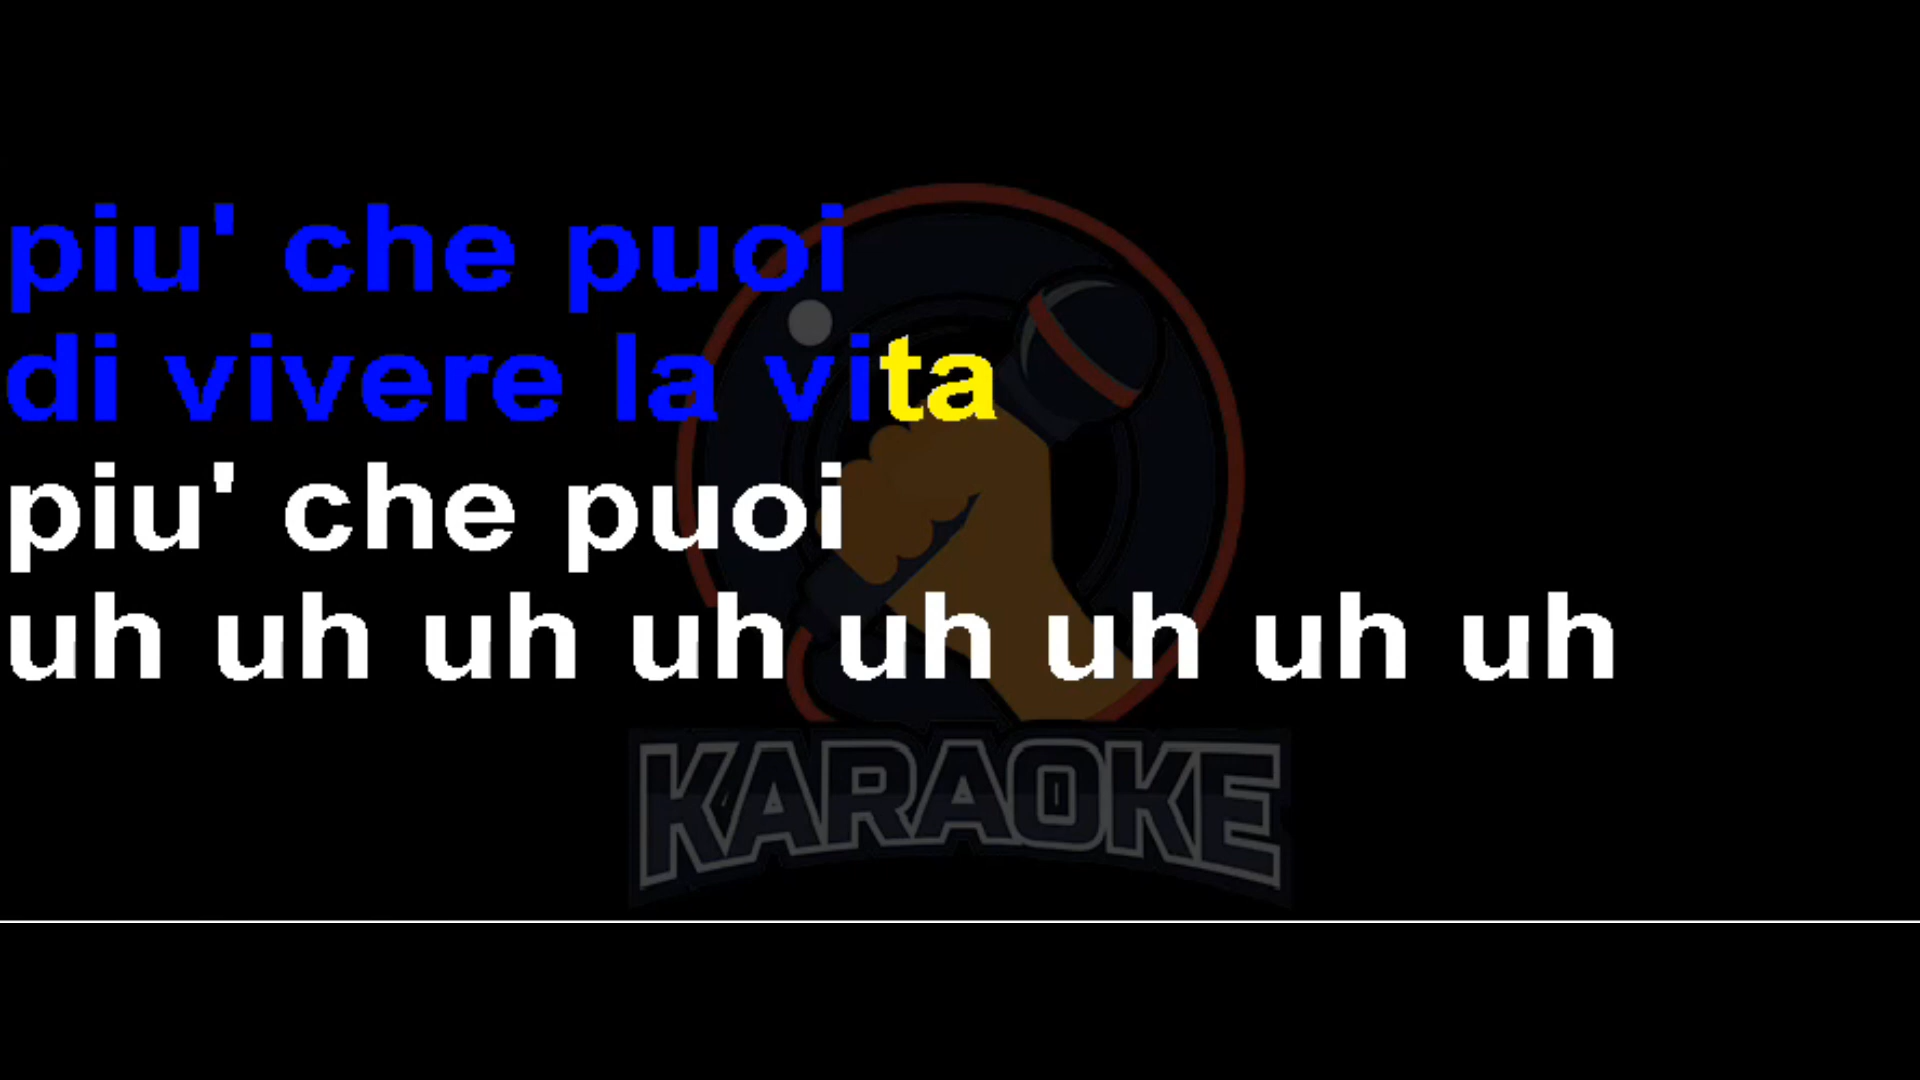 piu' che puoi
di vivere la vita
piu' che puoi
uh uh uh uh uh uh uh uh
KARAOKE